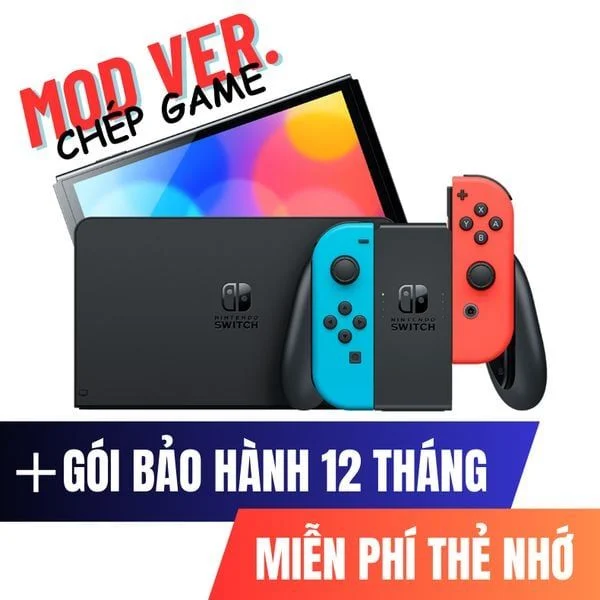 MOD VER.
CHÉP GAME
NINTENDO
SWITCH
X
Y
A
B
NINTENDO
SWITCH
+ GÓI BẢO HÀNH 12 THÁNG
MIỄN PHÍ THẺ NHỚ